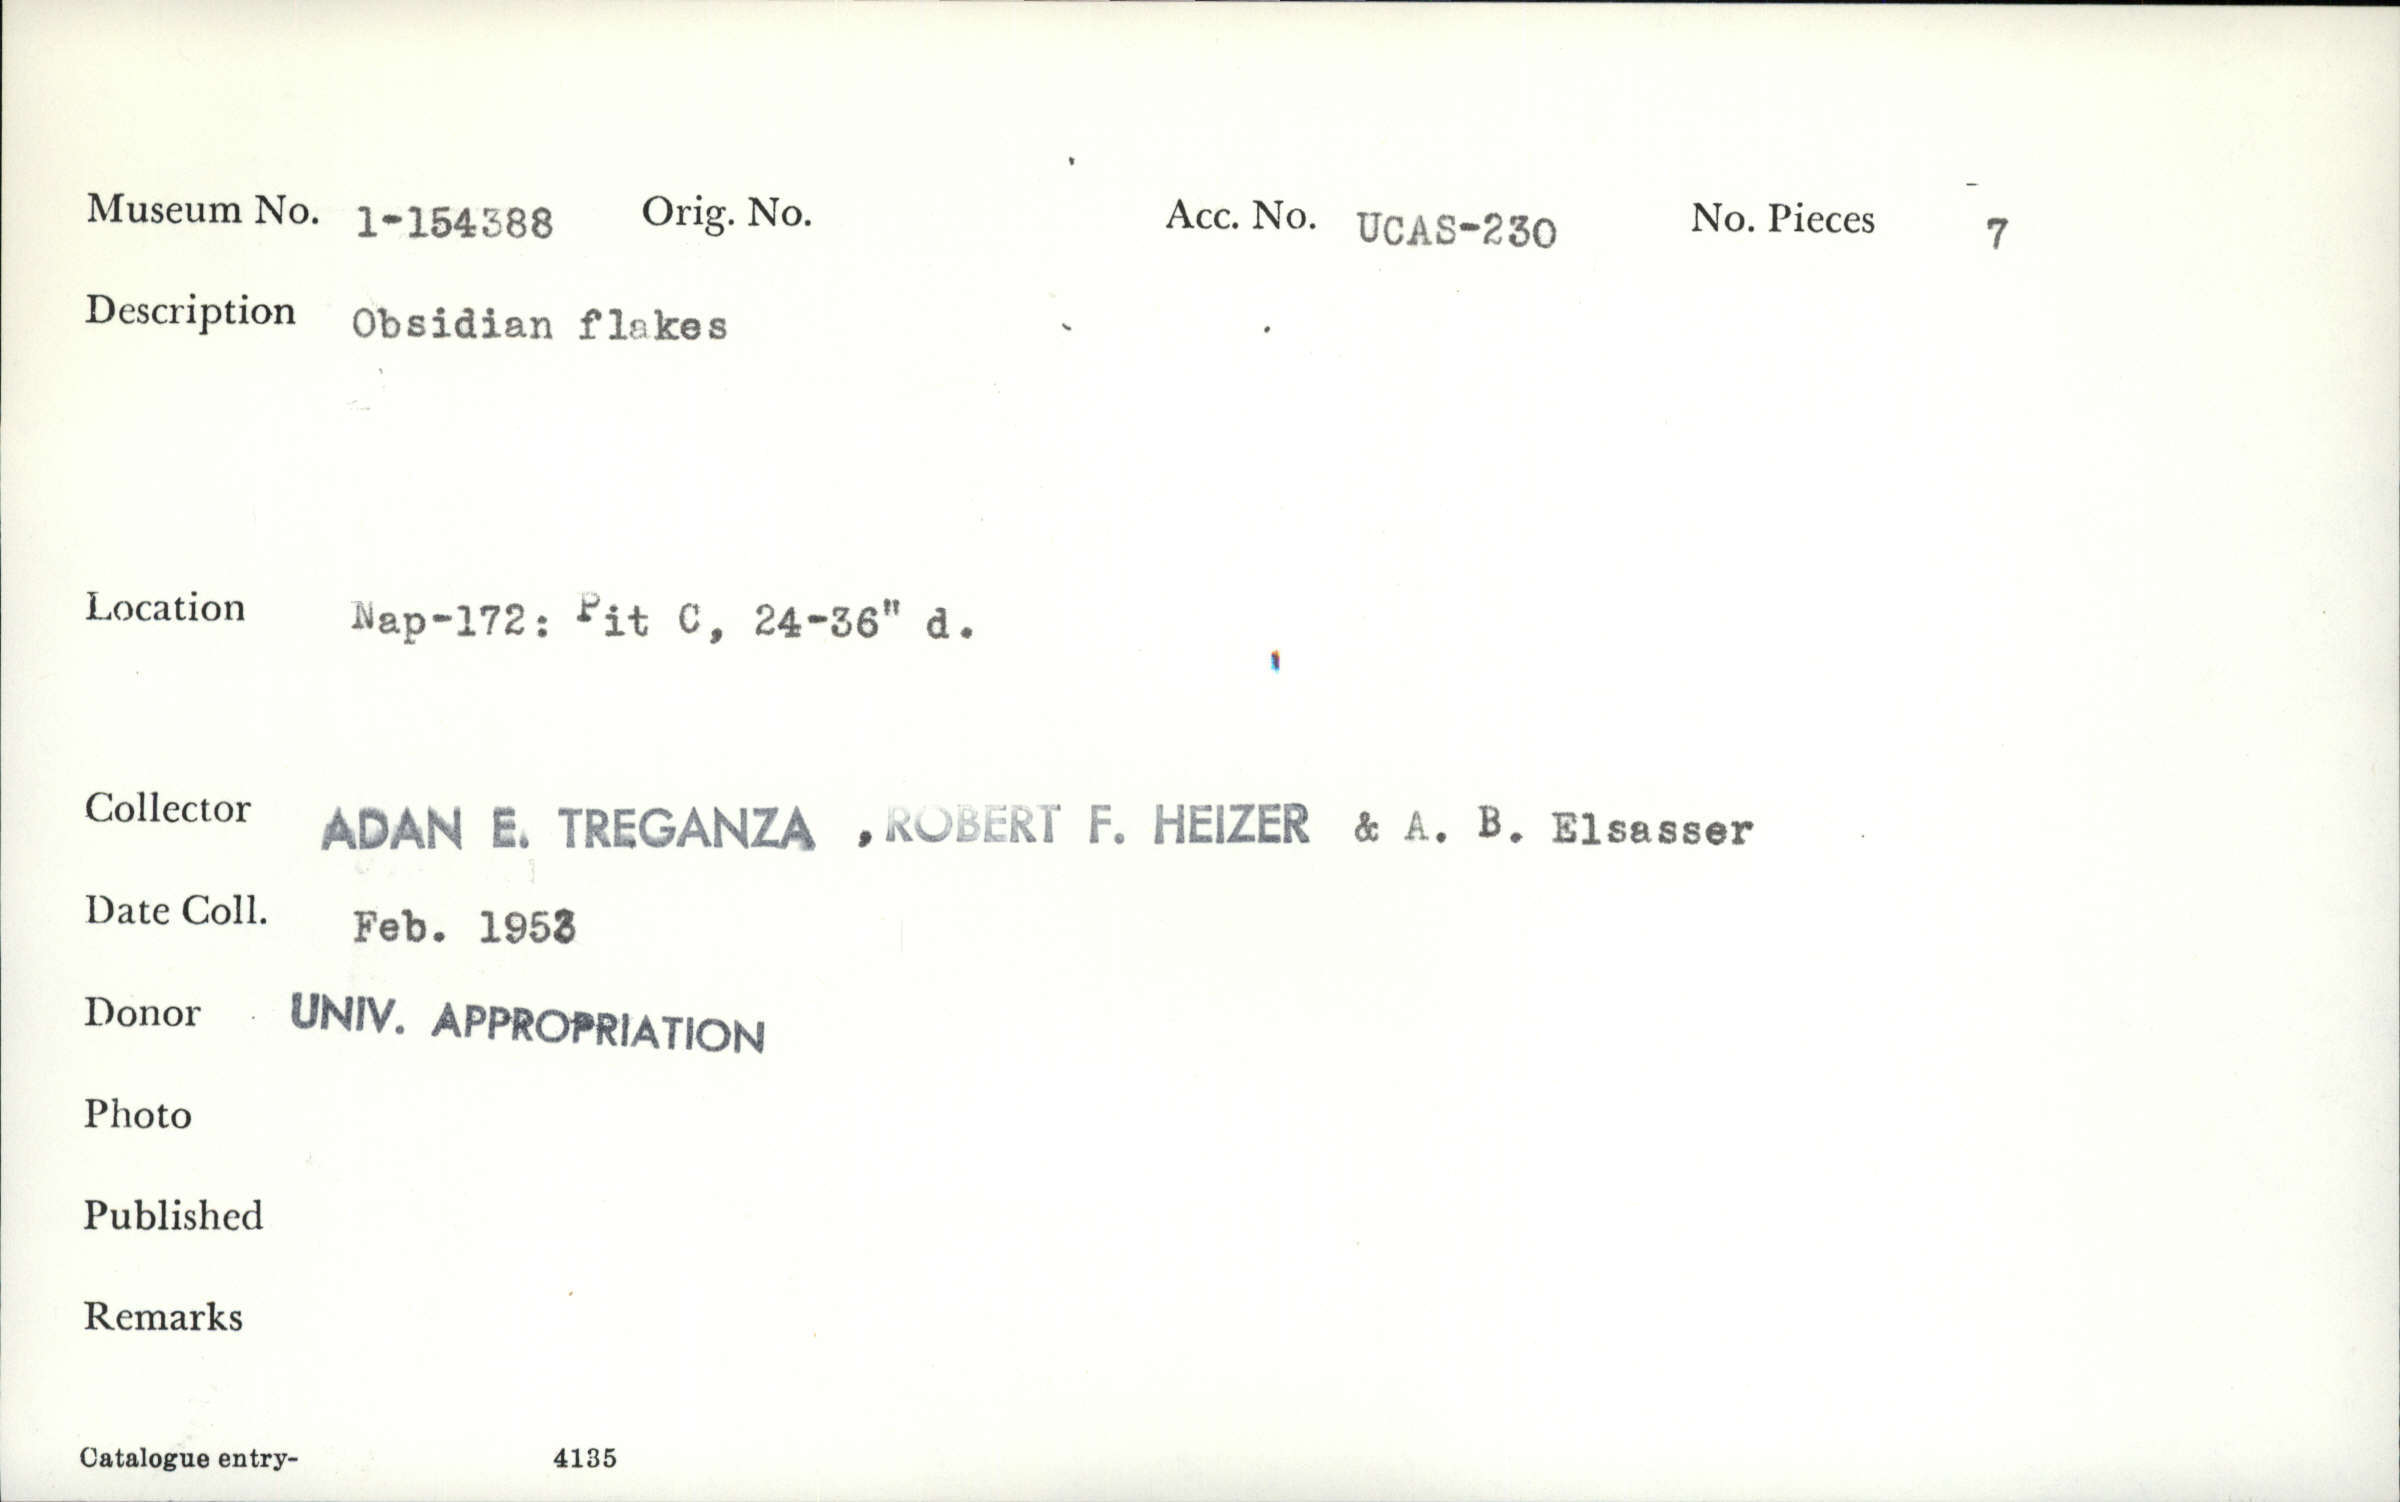 Museum No. 1-154388 Orig. No. Acc. No. UCAS-230 No. Pieces 7
Description Obsidian flakes
Location Nap-172: Pit C, 24-36" d.
Collector ADAN E. TREGANZA , ROBERT F. HEIZER & A. B. Elsasser
Date Coll. Feb. 1953
Donor UNIV. APPROPRIATION
Photo
Published
Remarks
Catalogue entry- 4135